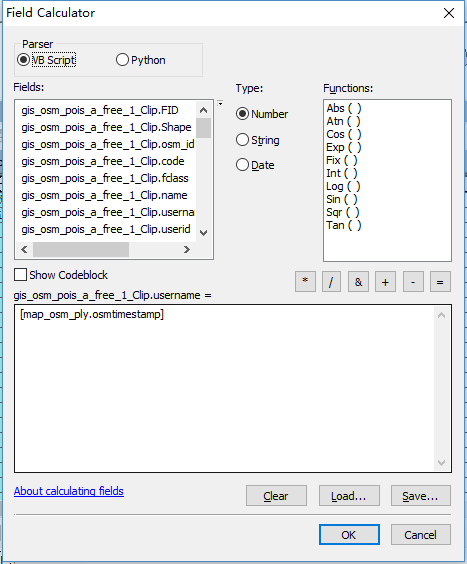 Field Calculator
Parser
VB Script
Python
Fields:
Type:
Functions:
gis_osm_pois_a_free_1_Clip.FID
gis_osm_pois_a_free_1_Clip.Shape
gis_osm_pois_a_free_1_Clip.osm_id
gis_osm_pois_a_free_1_Clip.code
gis_osm_pois_a_free_1_Clip.fclass
gis_osm_pois_a_free_1_Clip.name
gis_osm_pois_a_free_1_Clip.userna
gis_osm_pois_a_free_1_Clip.userid
Number
String
Date
Abs ( )
Atn ( )
Cos ( )
Exp ( )
Fix ( )
Int ( )
Log ( )
Sin ( )
Sqr ( )
Tan ( )
Show Codeblock
* / & + - =
gis_osm_pois_a_free_1_Clip.username =
[map_osm_ply.osmtimestamp]
About calculating fields
Clear
Load...
Save...
OK
Cancel